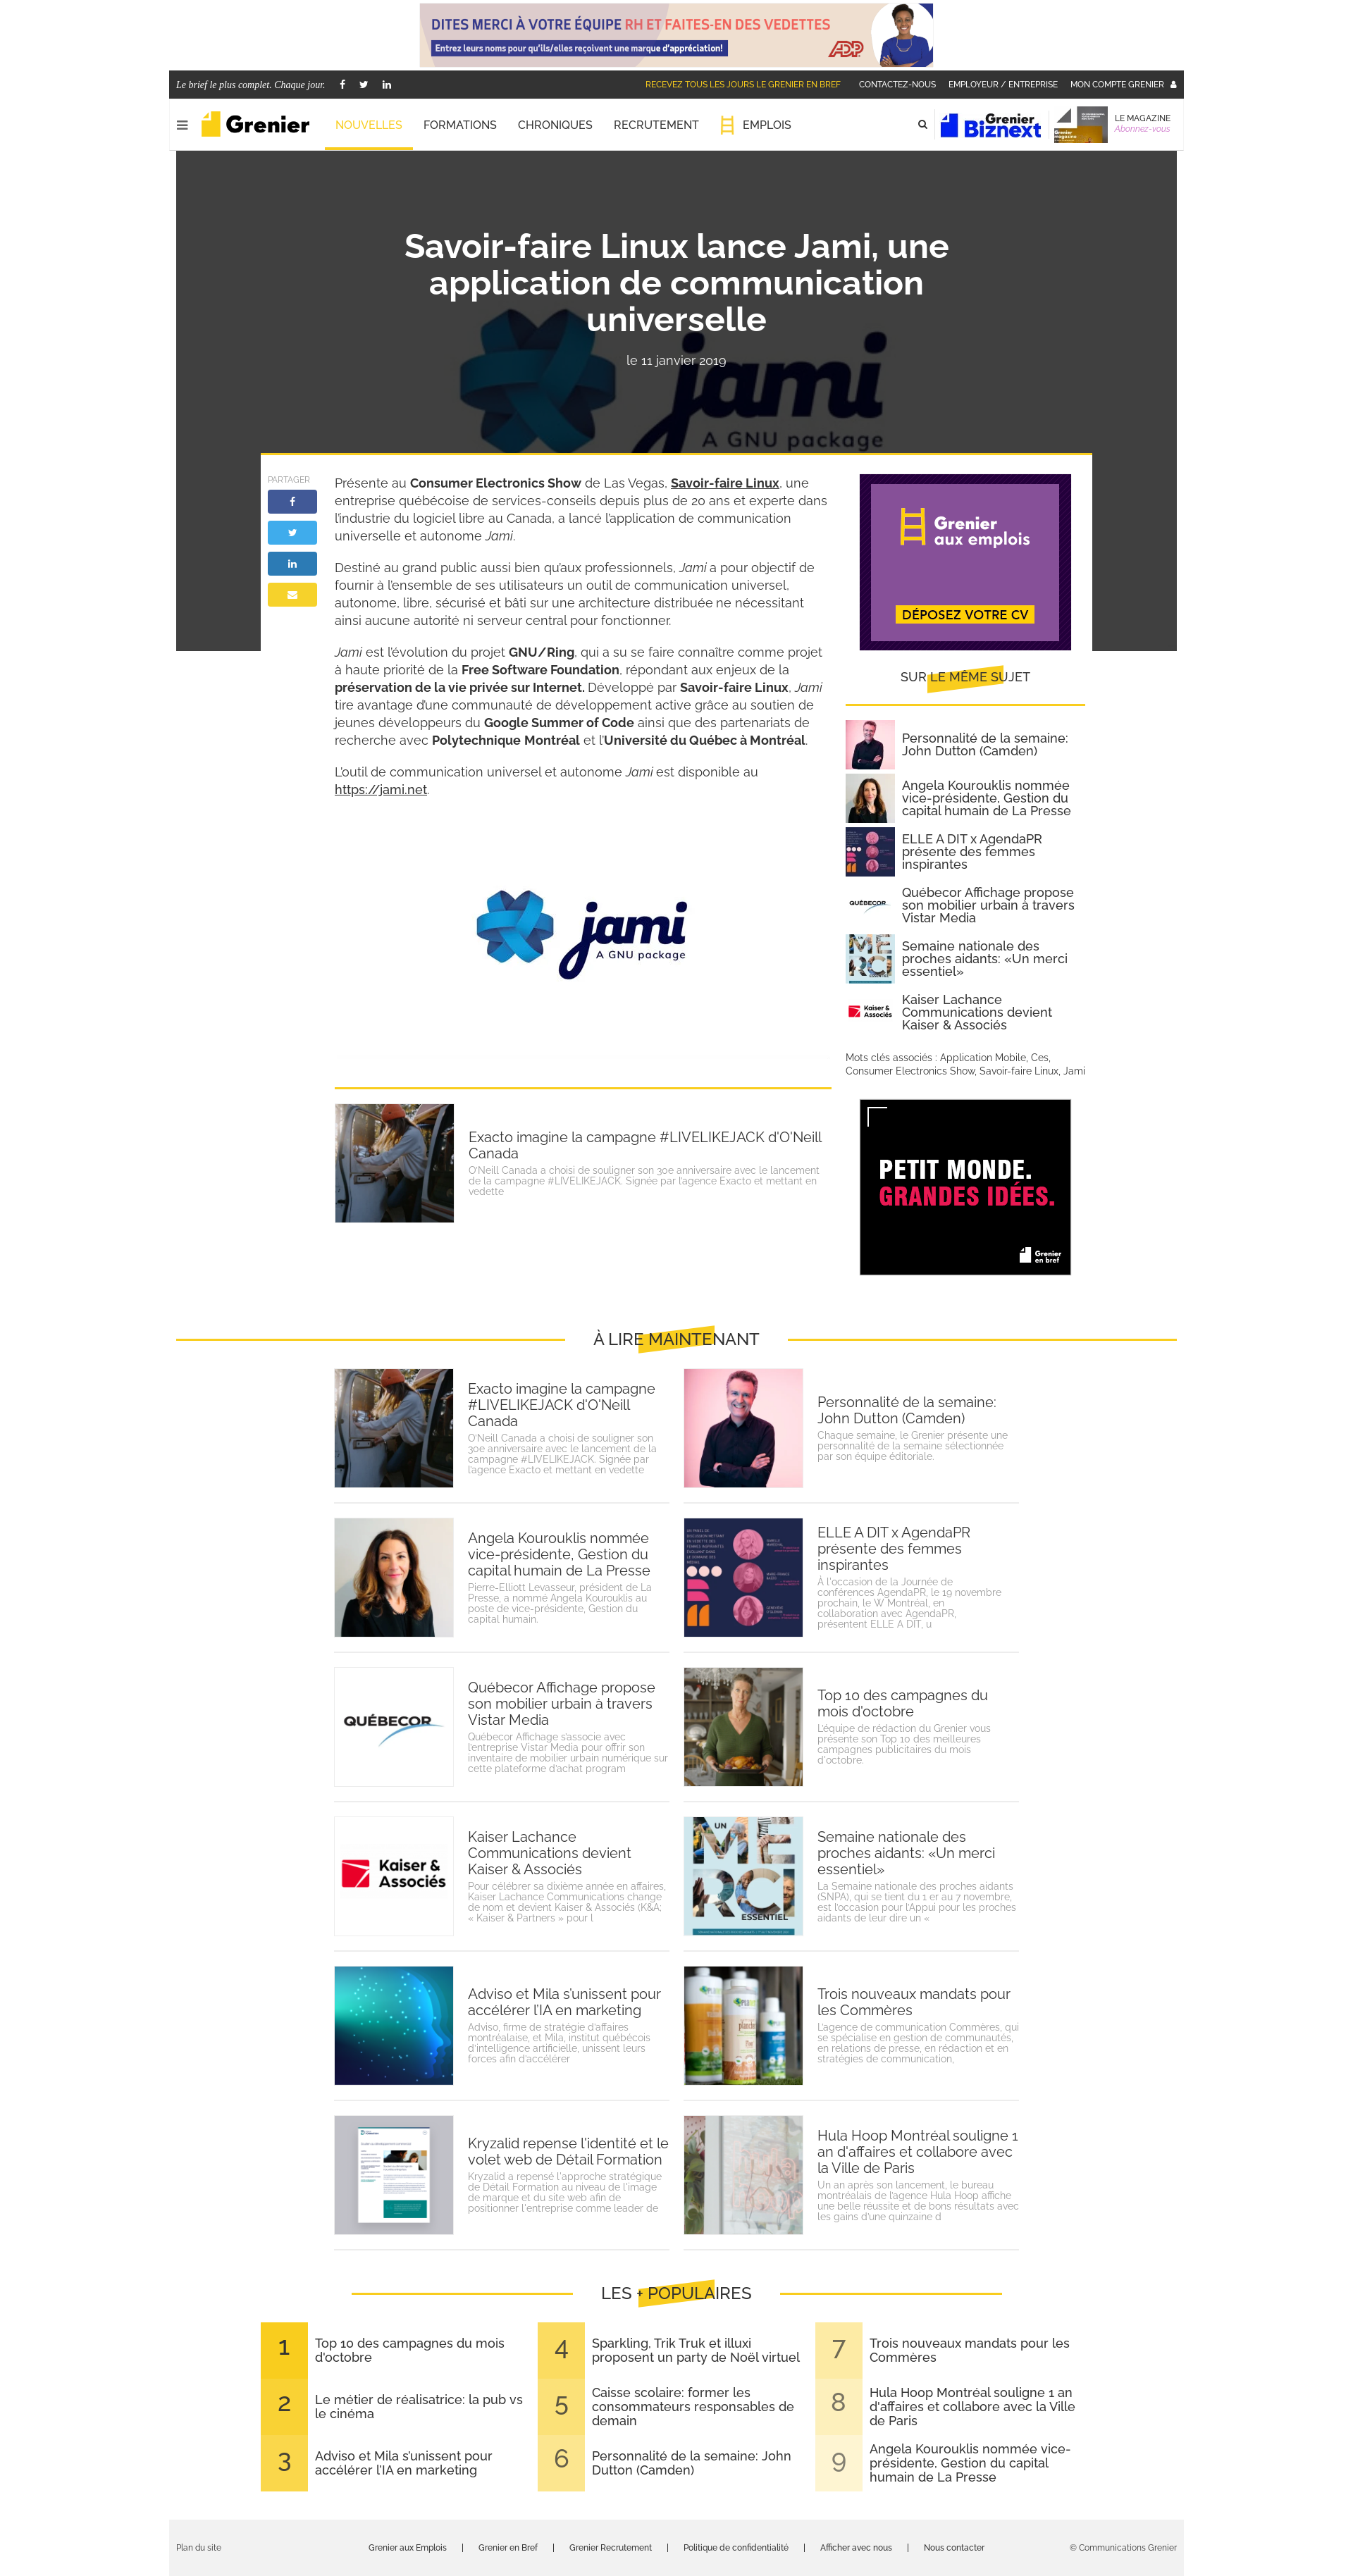 DITES MERCI À VOTRE ÉQUIPE RH ET FAITES-EN DES VEDETTES
Entrez leurs noms pour qu'ils/elles reçoivent une marque d'appréciation!
ADP
Le brief le plus complet. Chaque jour.
RECEVEZ TOUS LES JOURS LE GRENIER EN BREF
CONTACTEZ-NOUS
EMPLOYEUR / ENTREPRISE
MON COMPTE GRENIER
Grenier
NOUVELLES
FORMATIONS
CHRONIQUES
RECRUTEMENT
EMPLOIS
Grenier
Biznext
Grenier
magazine
LE MAGAZINE
Abonnez-vous
Savoir-faire Linux lance Jami, une
application de communication
universelle
le 11 janvier 2019
jami
A GNU package
PARTAGER
Présente au Consumer Electronics Show de Las Vegas, Savoir-faire Linux, une
entreprise québécoise de services-conseils depuis plus de 20 ans et experte dans
l'industrie du logiciel libre au Canada, a lancé l'application de communication
universelle et autonome Jami.
Destiné au grand public aussi bien qu'aux professionnels, Jami a pour objectif de
fournir à l'ensemble de ses utilisateurs un outil de communication universel,
autonome, libre, sécurisé et bâti sur une architecture distribuée ne nécessitant
ainsi aucune autorité ni serveur central pour fonctionner.
Jami est l'évolution du projet GNU/Ring, qui a su se faire connaître comme projet
à haute priorité de la Free Software Foundation, répondant aux enjeux de la
préservation de la vie privée sur Internet. Développé par Savoir-faire Linux, Jami
tire avantage d'une communauté de développement active grâce au soutien de
jeunes développeurs du Google Summer of Code ainsi que des partenariats de
recherche avec Polytechnique Montréal et l'Université du Québec à Montréal.
L'outil de communication universel et autonome Jami est disponible au
https://jami.net.
jami
A GNU package
Exacto imagine la campagne #LIVELIKEJACK d'O'Neill
Canada
O'Neill Canada a choisi de souligner son 30e anniversaire avec le lancement
de la campagne #LIVELIKEJACK. Signée par l'agence Exacto et mettant en
vedette
Grenier
aux emplois
DÉPOSEZ VOTRE CV
SUR LE MÊME SUJET
Personnalité de la semaine:
John Dutton (Camden)
Angela Kourouklis nommée
vice-présidente, Gestion du
capital humain de La Presse
ELLE A DIT x AgendaPR
présente des femmes
inspirantes
QUÉBECOR
Québecor Affichage propose
son mobilier urbain à travers
Vistar Media
Semaine nationale des
proches aidants: «Un merci
essentiel»
Kaiser &
Associés
Kaiser Lachance
Communications devient
Kaiser & Associés
Mots clés associés : Application Mobile, Ces,
Consumer Electronics Show, Savoir-faire Linux, Jami
PETIT MONDE.
GRANDES IDÉES.
Grenier
en bref
À LIRE MAINTENANT
Exacto imagine la campagne
#LIVELIKEJACK d'O'Neill
Canada
O'Neill Canada a choisi de souligner son
30e anniversaire avec le lancement de la
campagne #LIVELIKEJACK. Signée par
l'agence Exacto et mettant en vedette
Personnalité de la semaine:
John Dutton (Camden)
Chaque semaine, le Grenier présente une
personnalité de la semaine sélectionnée
par son équipe éditoriale.
Angela Kourouklis nommée
vice-présidente, Gestion du
capital humain de La Presse
Pierre-Elliott Levasseur, président de La
Presse, a nommé Angela Kourouklis au
poste de vice-présidente, Gestion du
capital humain.
ELLE A DIT x AgendaPR
présente des femmes
inspirantes
À l'occasion de la Journée de
conférences AgendaPR, le 19 novembre
prochain, le W Montréal, en
collaboration avec AgendaPR,
présentent ELLE A DIT, u
QUÉBECOR
Québecor Affichage propose
son mobilier urbain à travers
Vistar Media
Québecor Affichage s'associe avec
l'entreprise Vistar Media pour offrir son
inventaire de mobilier urbain numérique sur
cette plateforme d'achat program
Top 10 des campagnes du
mois d'octobre
L'équipe de rédaction du Grenier vous
présente son Top 10 des meilleures
campagnes publicitaires du mois
d'octobre.
Kaiser &
Associés
Kaiser Lachance
Communications devient
Kaiser & Associés
Pour célébrer sa dixième année en affaires,
Kaiser Lachance Communications change
de nom et devient Kaiser & Associés (K&A;
« Kaiser & Partners » pour l
UN
MERCI
ESSENTIEL
Semaine nationale des
proches aidants: «Un merci
essentiel»
La Semaine nationale des proches aidants
(SNPA), qui se tient du 1 er au 7 novembre,
est l'occasion pour l'Appui pour les proches
aidants de leur dire un «
Adviso et Mila s'unissent pour
accélérer l'IA en marketing
Adviso, firme de stratégie d'affaires
montréalaise, et Mila, institut québécois
d'intelligence artificielle, unissent leurs
forces afin d'accélérer
Trois nouveaux mandats pour
les Commères
L'agence de communication Commères, qui
se spécialise en gestion de communautés,
en relations de presse, en rédaction et en
stratégies de communication,
Kryzalid repense l'identité et le
volet web de Détail Formation
Kryzalid a repensé l'approche stratégique
de Détail Formation au niveau de l'image
de marque et du site web afin de
positionner l'entreprise comme leader de
Hula Hoop Montréal souligne 1
an d'affaires et collabore avec
la Ville de Paris
Un an après son lancement, le bureau
montréalais de l'agence Hula Hoop affiche
une belle réussite et de bons résultats avec
les gains d'une quinzaine d
LES + POPULAIRES
1
Top 10 des campagnes du mois
d'octobre
2
Le métier de réalisatrice: la pub vs
le cinéma
3
Adviso et Mila s'unissent pour
accélérer l'IA en marketing
4
Sparkling, Trik Truk et illuxi
proposent un party de Noël virtuel
5
Caisse scolaire: former les
consommateurs responsables de
demain
6
Personnalité de la semaine: John
Dutton (Camden)
7
Trois nouveaux mandats pour les
Commères
8
Hula Hoop Montréal souligne 1 an
d'affaires et collabore avec la Ville
de Paris
9
Angela Kourouklis nommée vice-
présidente, Gestion du capital
humain de La Presse
Plan du site
Grenier aux Emplois | Grenier en Bref | Grenier Recrutement | Politique de confidentialité | Afficher avec nous | Nous contacter
© Communications Grenier